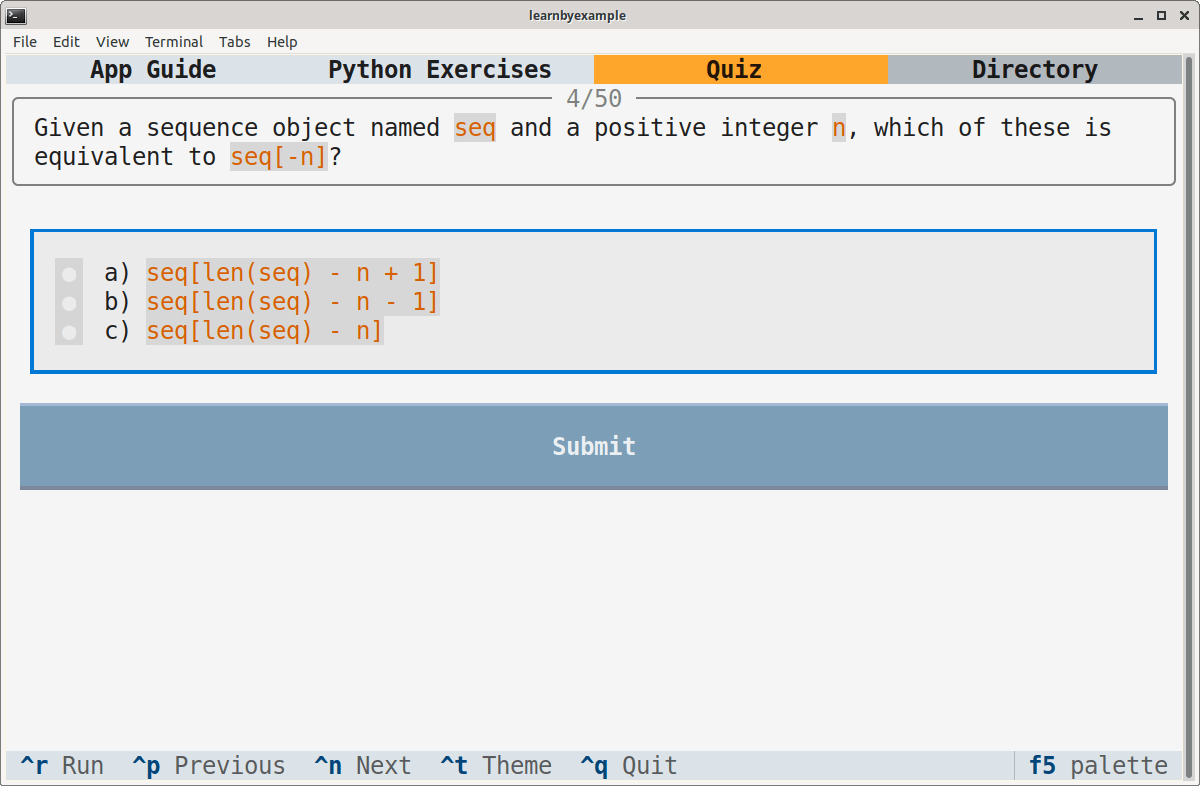 learnbyexample
File Edit View Terminal Tabs Help
App Guide Python Exercises Quiz Directory
4/50
Given a sequence object named seq and a positive integer n, which of these is
equivalent to seq[-n]?
a) seq[len(seq) - n + 1]
b) seq[len(seq) - n - 1]
c) seq[len(seq) - n]
Submit
^r Run ^p Previous ^n Next ^t Theme ^q Quit f5 palette